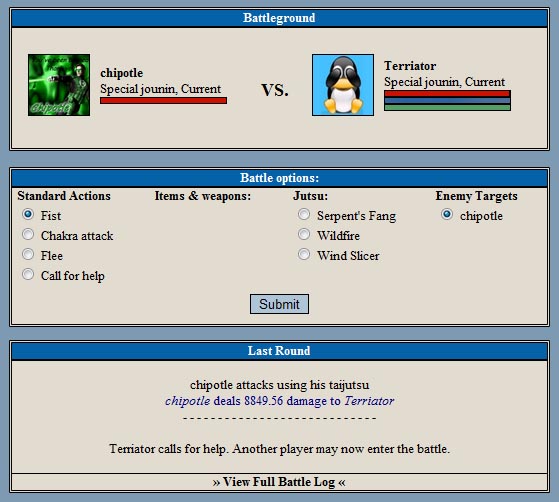 Battleground
chipotle
Special jounin, Current
VS.
Terriator
Special jounin, Current
Battle options:
Standard Actions Items & weapons: Jutsu: Enemy Targets
Fist Serpent's Fang chipotle
Chakra attack Wildfire
Flee Wind Slicer
Call for help
Submit
Last Round
chipotle attacks using his taijutsu
chipotle deals 8849.56 damage to Terriator
- - - - - - - - - - - - - - - - - - - - - - - - - - - -
Terriator calls for help. Another player may now enter the battle.
» View Full Battle Log «